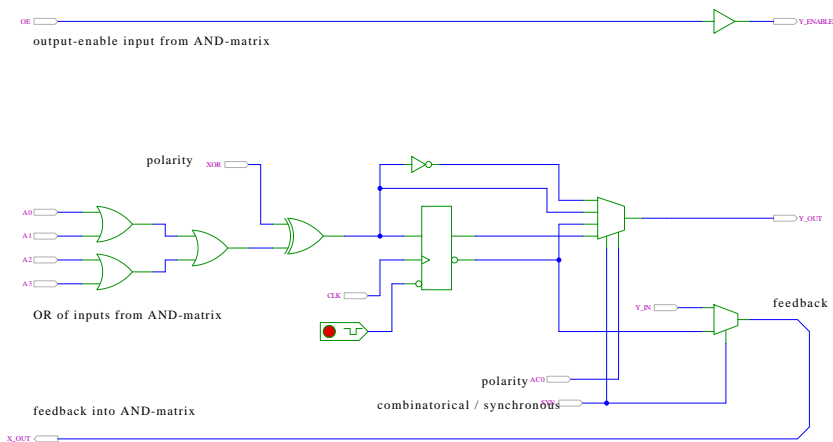 OE
Y_ENABLE
output-enable input from AND-matrix
polarity
XOR
A0
A1
Y_OUT
A2
A3
CLK
Y_IN
feedback
OR of inputs from AND-matrix
polarity
AC0
feedback into AND-matrix
combinatorical / synchronous
SYN
X_OUT